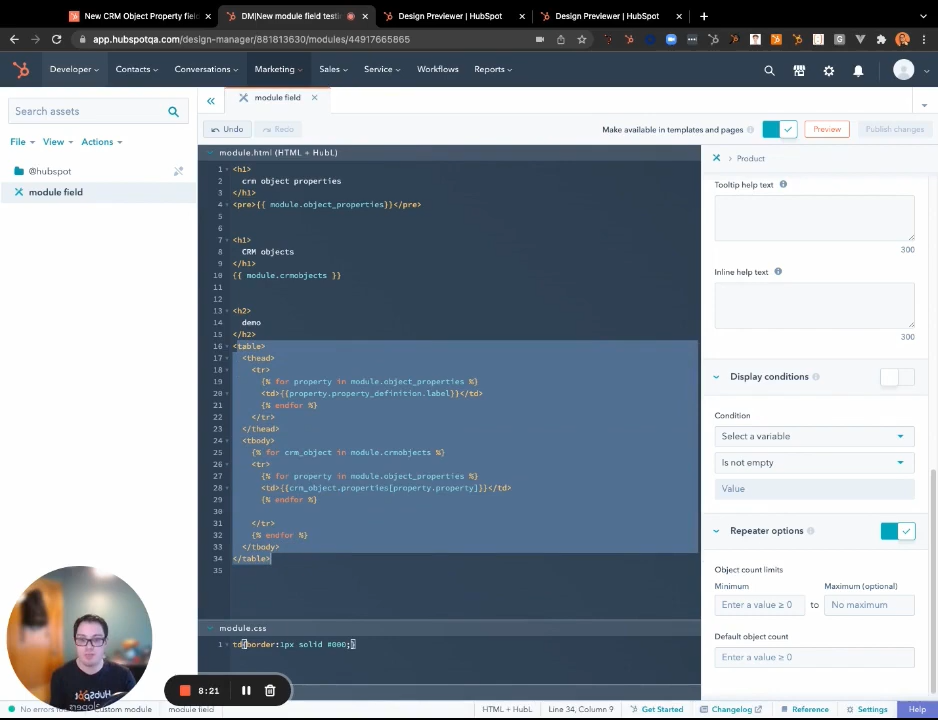 New CRM Object Property fiel
DM|New module field testi
Design Previewer | HubSpot
Design Previewer | HubSpot
app.hubspotqa.com/design-manager/881813630/modules/44917665865
Developer
Contacts
Conversations
Marketing
Sales
Service
Workflows
Reports
Search assets
module field
File
View
Actions
Undo
Redo
Make available in templates and pages
Preview
Publish changes
@hubspot
module field
module.html (HTML + HubL)
1 <h1>
2 crm object properties
3 </h1>
4 <pre>{{ module.object_properties}}</pre>
5
6
7 <h1>
8 CRM objects
9 </h1>
10 {{ module.crmobjects }}
11
12
13 <h2>
14 demo
15 </h2>
16 <table>
17 <thead>
18 <tr>
19 {% for property in module.object_properties %}
20 <td>{{property.property_definition.label}}</td>
21 {% endfor %}
22 </tr>
23 </thead>
24 <tbody>
25 {% for crm_object in module.crmobjects %}
26 <tr>
27 {% for property in module.object_properties %}
28 <td>{{crm_object.properties[property.property]}}</td>
29 {% endfor %}
30
31 </tr>
32 {% endfor %}
33 </tbody>
34 </table>
35
module.css
1 td{border:1px solid #000;}
Product
Tooltip help text
300
Inline help text
300
Display conditions
Condition
Select a variable
Is not empty
Value
Repeater options
Object count limits
Minimum
Maximum (optional)
Enter a value ≥ 0
to
No maximum
Default object count
Enter a value ≥ 0
8:21
No errors
ustom module
module field
HTML + HubL
Line 34, Column 9
Get Started
Changelog
Reference
Settings
Help